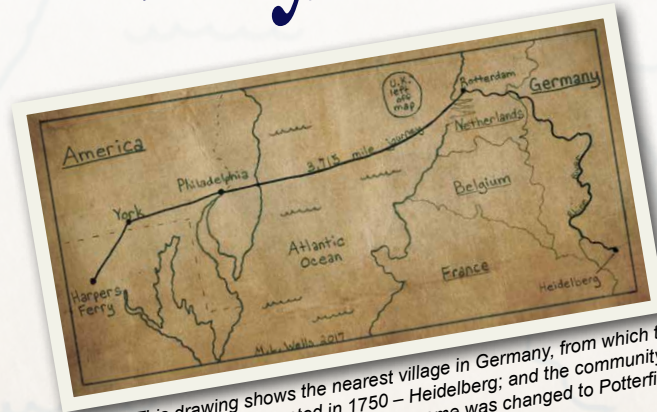 America
Harpers
Ferry
York
Philadelphia
3,715 mile Journey
U.K.
left
off
map
Atlantic
Ocean
M.L. Wells 2017
Rotterdam
Germany
Netherlands
Belgium
France
Rhine
River
Heidelberg
This drawing shows the nearest village in Germany, from which
ted in 1750 – Heidelberg; and the community
me was changed to Potterfi